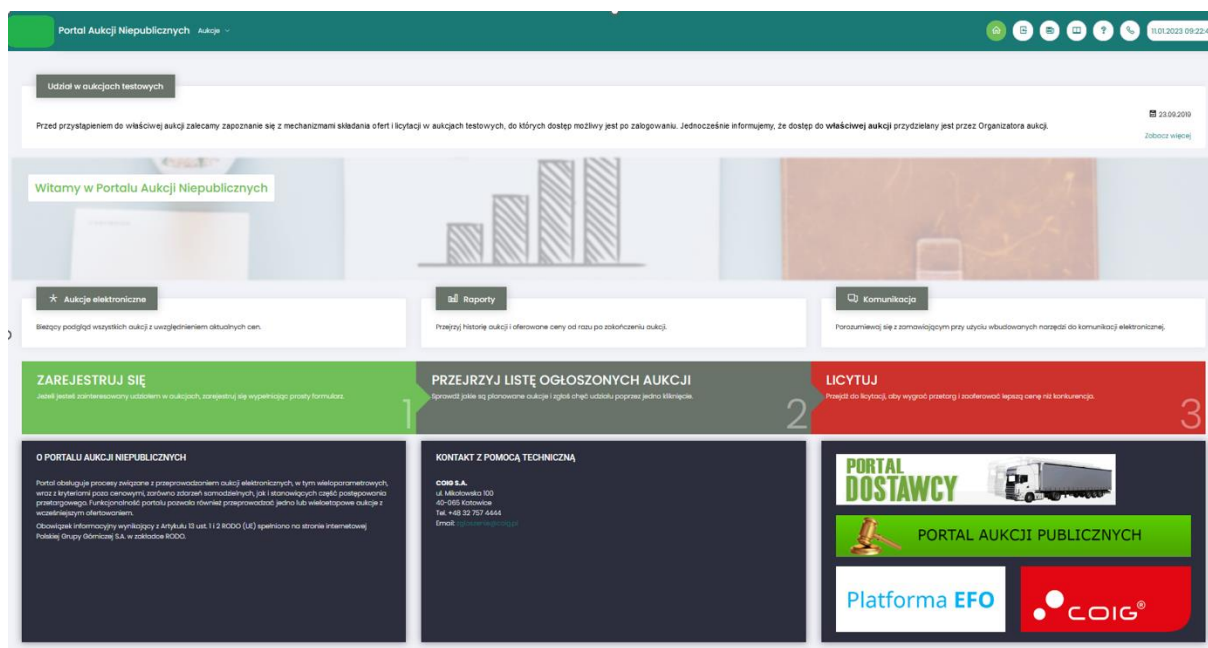 Portal Aukcji Niepublicznych Aukcje
11.01.2023 09:22:4
Udział w aukcjach testowych
Przed przystąpieniem do właściwej aukcji zalecamy zapoznanie się z mechanizmami składania ofert i licytacji w aukcjach testowych, do których dostęp możliwy jest po zalogowaniu. Jednocześnie informujemy, że dostęp do właściwej aukcji przydzielany jest przez Organizatora aukcji.
23.09.2019
Zobacz więcej
Witamy w Portalu Aukcji Niepublicznych
Aukcje elektroniczne
Bieżący podgląd wszystkich aukcji z uwzględnieniem aktualnych cen.
Raporty
Przejrzyj historię aukcji i oferowane ceny od razu po zakończeniu aukcji.
Komunikacja
Porozumiewaj się z zamawiającym przy użyciu wbudowanych narzędzi do komunikacji elektronicznej.
ZAREJESTRUJ SIĘ
Jeżeli jesteś zainteresowany udziałem w aukcjach, zarejestruj się wypełniając prosty formularz.
1
PRZEJRZYJ LISTĘ OGŁOSZONYCH AUKCJI
Sprawdź jakie są planowane aukcje i zgłoś chęć udziału poprzez jedno kliknięcie.
2
LICYTUJ
Przejdź do licytacji, aby wygrać przetarg i zaoferować lepszą cenę niż konkurencja.
3
O PORTALU AUKCJI NIEPUBLICZNYCH
Portal obsługuje procesy związane z przeprowadzaniem aukcji elektronicznych, w tym wieloparametrowych,
wraz z kryteriami poza cenowymi, zarówno zdarzeń samodzielnych, jak i stanowiących część postępowania
przetargowego. Funkcjonalność portalu pozwala również przeprowadzać jedno lub wieloetapowe aukcje z
wcześniejszym ofertowaniem.
Obowiązek informacyjny wynikający z Artykułu 13 ust. 1 i 2 RODO (UE) spełniono na stronie internetowej
Polskiej Grupy Górniczej S.A. w zakładce RODO.
KONTAKT Z POMOCĄ TECHNICZNĄ
COIG S.A.
ul. Mikołowska 100
40-065 Katowice
Tel. +48 32 757 4444
Email: zgloszenia@coig.pl
PORTAL
DOSTAWCY
PORTAL AUKCJI PUBLICZNYCH
Platforma EFO
COIG®